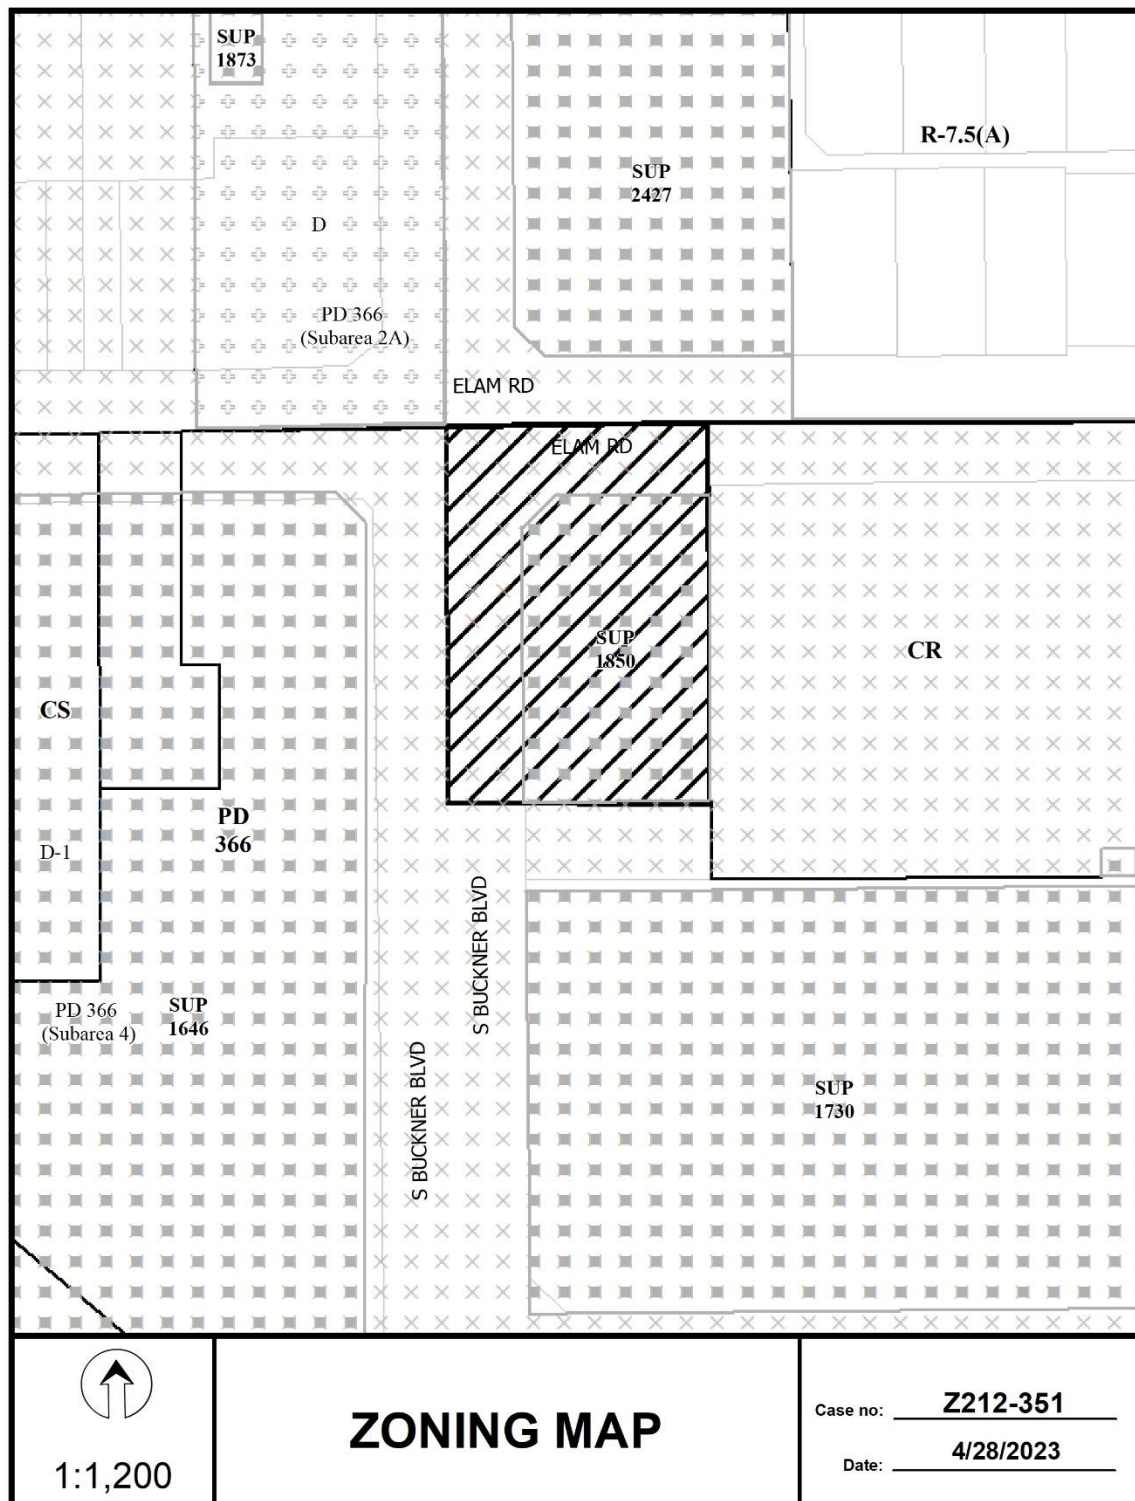 SUP
1873
R-7.5(A)
SUP
2427
D
PD 366
(Subarea 2A)
ELAM RD
ELAM RD
SUP
1850
CR
CS
PD
366
D-1
S BUCKNER BLVD
PD 366
(Subarea 4)
SUP
1646
S BUCKNER BLVD
SUP
1730
1:1,200
ZONING MAP
Case no: Z212-351
Date: 4/28/2023